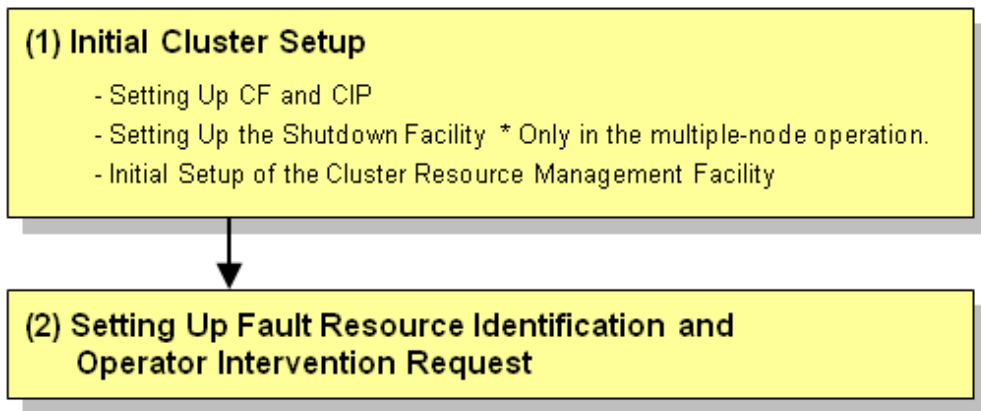 (1) Initial Cluster Setup
- Setting Up CF and CIP
- Setting Up the Shutdown Facility * Only in the multiple-node operation.
- Initial Setup of the Cluster Resource Management Facility
(2) Setting Up Fault Resource Identification and
Operator Intervention Request